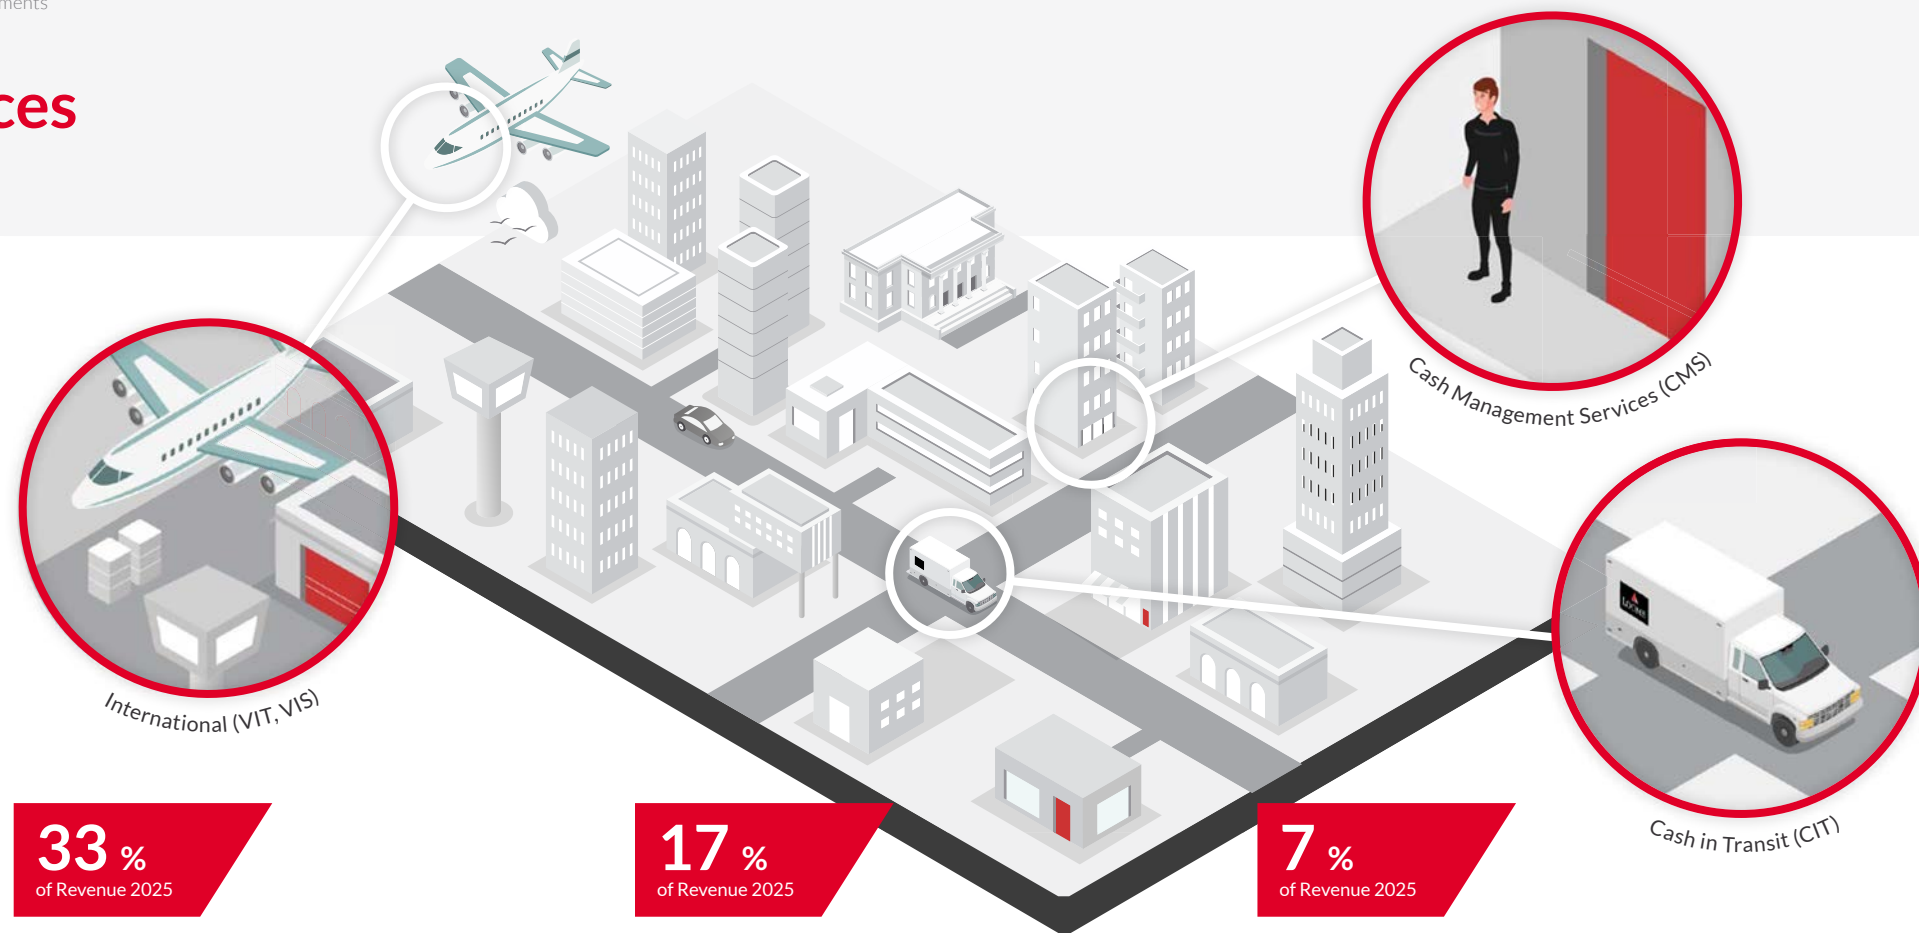 ments
ces
Cash Management Services (CMS)
LOOMIS
International (VIT, VIS)
Cash in Transit (CIT)
33 %
of Revenue 2025
17 %
of Revenue 2025
7 %
of Revenue 2025